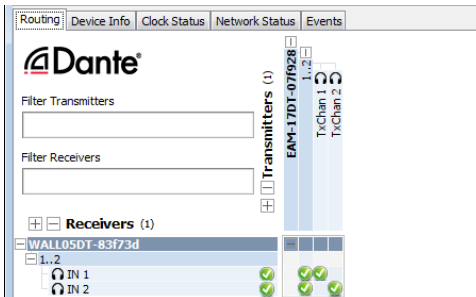 Routing Device Info Clock Status Network Status Events
Dante®
Filter Transmitters
Filter Receivers
Transmitters (1)
EAM-17DT-07f928
1..2
TxChan 1
TxChan 2
Receivers (1)
WALL05DT-83f73d
1..2
IN 1
IN 2